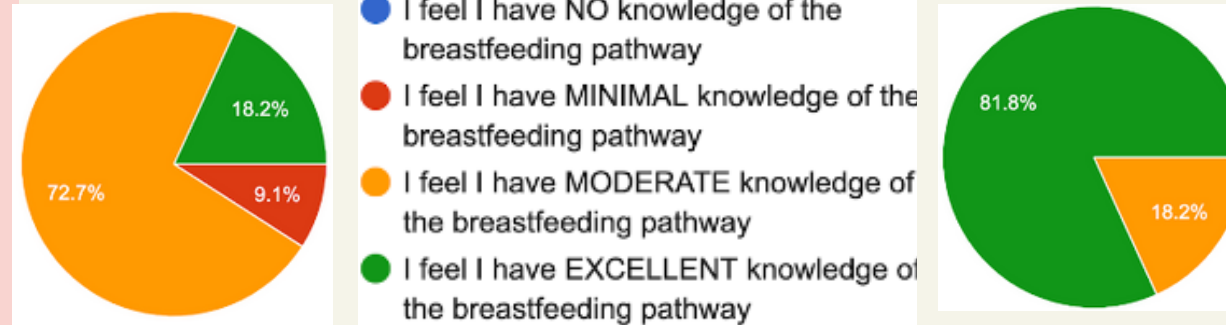 18.2%
72.7%
9.1%
I feel I have NO knowledge of the
breastfeeding pathway
I feel I have MINIMAL knowledge of the
breastfeeding pathway
I feel I have MODERATE knowledge of
the breastfeeding pathway
I feel I have EXCELLENT knowledge of
the breastfeeding pathway
81.8%
18.2%